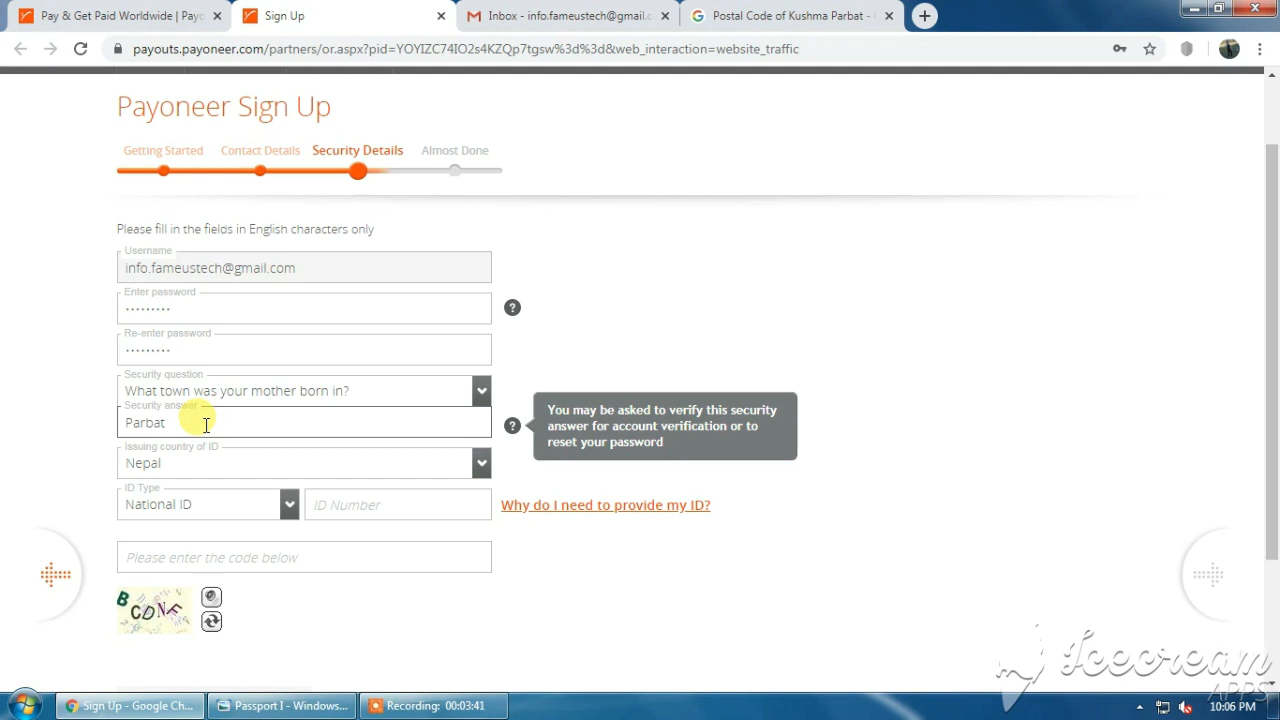 Pay & Get Paid Worldwide | Payo
Sign Up
Inbox - info.fameustech@gmail.c
Postal Code of Kushma Parbat -
payouts.payoneer.com/partners/or.aspx?pid=YOYIZC74IO2s4KZQp7tgsw%3d%3d&web_interaction=website_traffic
Payoneer Sign Up
Getting Started Contact Details Security Details Almost Done
Please fill in the fields in English characters only
Username
info.fameustech@gmail.com
Enter password
•••••••••
?
Re-enter password
•••••••••
Security question
What town was your mother born in?
Security answer
Parbat
?
You may be asked to verify this security
answer for account verification or to
reset your password
Issuing country of ID
Nepal
ID Type
National ID
ID Number
Why do I need to provide my ID?
Please enter the code below
BCDNF
Icecream
APPS
Sign Up - Google Ch...
Passport I - Windows...
Recording: 00:03:41
10:06 PM